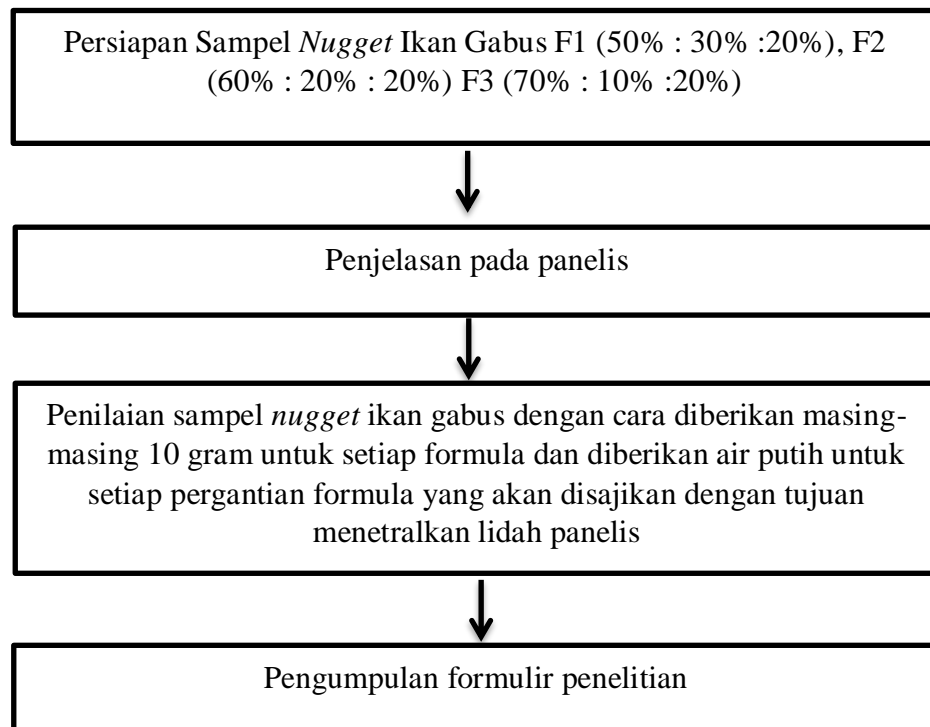 Persiapan Sampel Nugget Ikan Gabus F1 (50% : 30% :20%), F2
(60% : 20% : 20%) F3 (70% : 10% :20%)
Penjelasan pada panelis
Penilaian sampel nugget ikan gabus dengan cara diberikan masing-
masing 10 gram untuk setiap formula dan diberikan air putih untuk
setiap pergantian formula yang akan disajikan dengan tujuan
menetralkan lidah panelis
Pengumpulan formulir penelitian